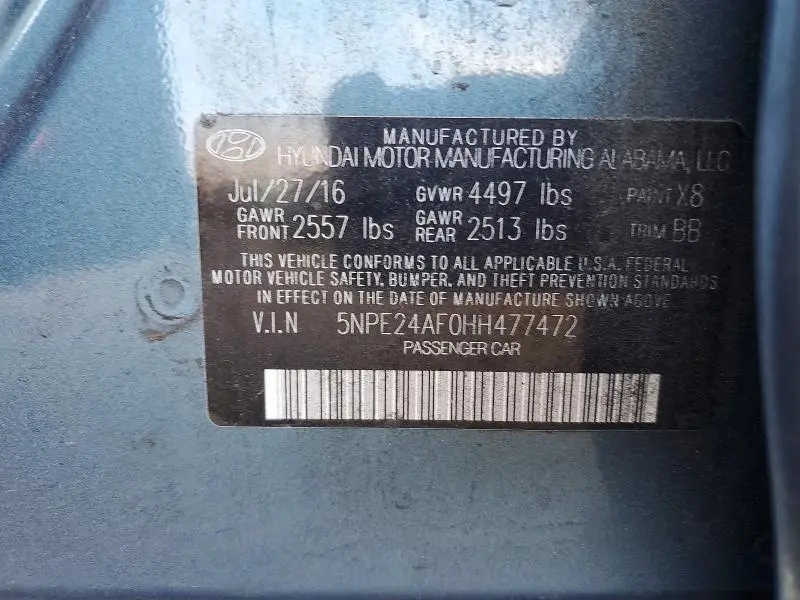 MANUFACTURED BY
HYUNDAI MOTOR MANUFACTURING ALABAMA, LLC
Jul/27/16 GVWR 4497 lbs PAINT X8
GAWR FRONT 2557 lbs GAWR REAR 2513 lbs TRIM BB
THIS VEHICLE CONFORMS TO ALL APPLICABLE U.S.A. FEDERAL
MOTOR VEHICLE SAFETY, BUMPER, AND THEFT PREVENTION STANDARDS
IN EFFECT ON THE DATE OF MANUFACTURE SHOWN ABOVE
V.I.N 5NPE24AF0HH477472
PASSENGER CAR